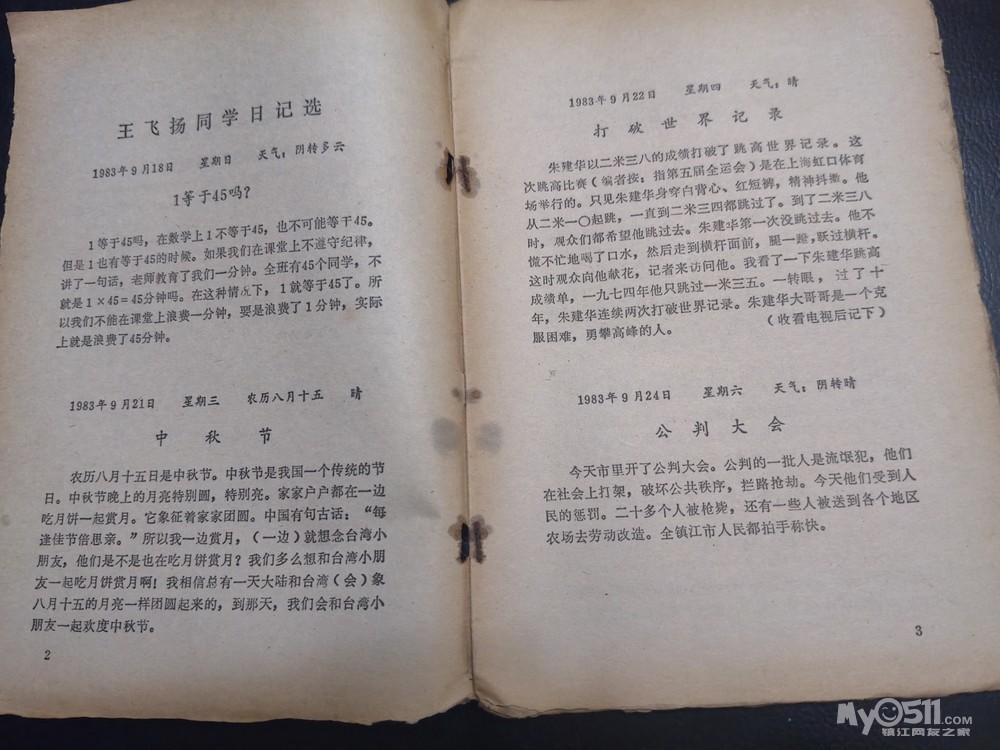 王飞扬同学日记选
1983年9月18日 星期日 天气：阴转多云
1等于45吗？
1等于45吗，在数学上1不等于45，也不可能等于45。
但是1也有等于45的时候。如果我们在课堂上不遵守纪律，
讲了一句话，老师教育了我们一分钟。全班有45个同学，不
就是1×45=45分钟吗。在这种情况下，1就等于45了。所
以我们不能在课堂上浪费一分钟，要是浪费了1分钟，实际
上就是浪费了45分钟。
1983年9月21日 星期三 农历八月十五 晴
中秋节
农历八月十五日是中秋节。中秋节是我国一个传统的节
日。中秋节晚上的月亮特别圆，特别亮。家家户户都在一边
吃月饼一起赏月。它象征着家家团圆。中国有句古话：“每
逢佳节倍思亲。”所以我一边赏月，（一边）就想念台湾小
朋友，他们是不是也在吃月饼赏月？我们多么想和台湾小朋
友一起吃月饼赏月啊！我相信总有一天大陆和台湾（会）象
八月十五的月亮一样团圆起来的，到那天，我们会和台湾小
朋友一起欢度中秋节。
2
1983年9月22日 星期四 天气：晴
打破世界记录
朱建华以二米三八的成绩打破了跳高世界记录。这
次跳高比赛（编者按：指第五届全运会）是在上海虹口体育
场举行的。只见朱建华身穿白背心、红短裤，精神抖擞。他
从二米一〇起跳，一直到二米三四都跳过了。到了二米三八
时，观众们都希望他跳过去。朱建华第一次没跳过去。他不
慌不忙地喝了口水，然后走到横杆面前，腿一蹬，跃过横杆。
这时观众向他献花，记者来访问他。我看了一下朱建华跳高
成绩单，一九七四年他只跳过一米三五。一转眼，过了十
年，朱建华连续两次打破世界记录。朱建华大哥哥是一个克
服困难，勇攀高峰的人。 （收看电视后记下）
1983年9月24日 星期六 天气：阴转晴
公判大会
今天市里开了公判大会。公判的一批人是流氓犯，他们
在社会上打架，破坏公共秩序，拦路抢劫。今天他们受到人
民的惩罚。二十多个人被枪毙，还有一些人被送到各个地区
农场去劳动改造。全镇江市人民都拍手称快。
3
My0511.COM
镇江网友之家